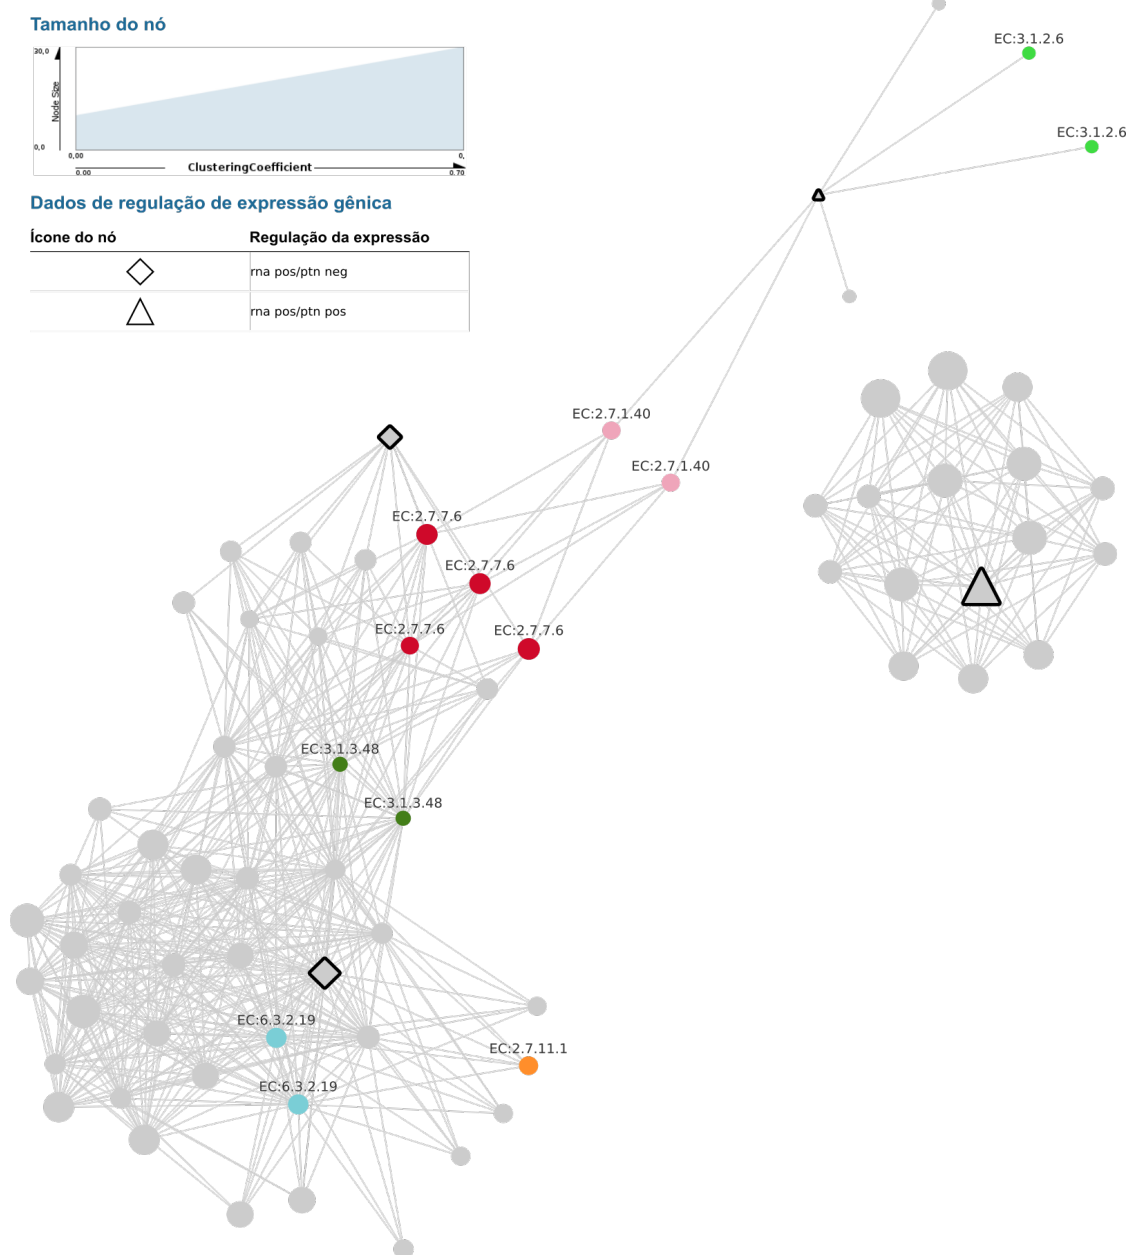 Tamanho do nó
30,0
Node Size
0,0
0,00
0,
ClusteringCoefficient
0.00
0.70
Dados de regulação de expressão gênica
Ícone do nó Regulação da expressão
rna pos/ptn neg
rna pos/ptn pos
EC:3.1.2.6
EC:3.1.2.6
EC:2.7.1.40
EC:2.7.1.40
EC:2.7.7.6
EC:2.7.7.6
EC:2.7.7.6
EC:2.7.7.6
EC:3.1.3.48
EC:3.1.3.48
EC:6.3.2.19
EC:2.7.11.1
EC:6.3.2.19